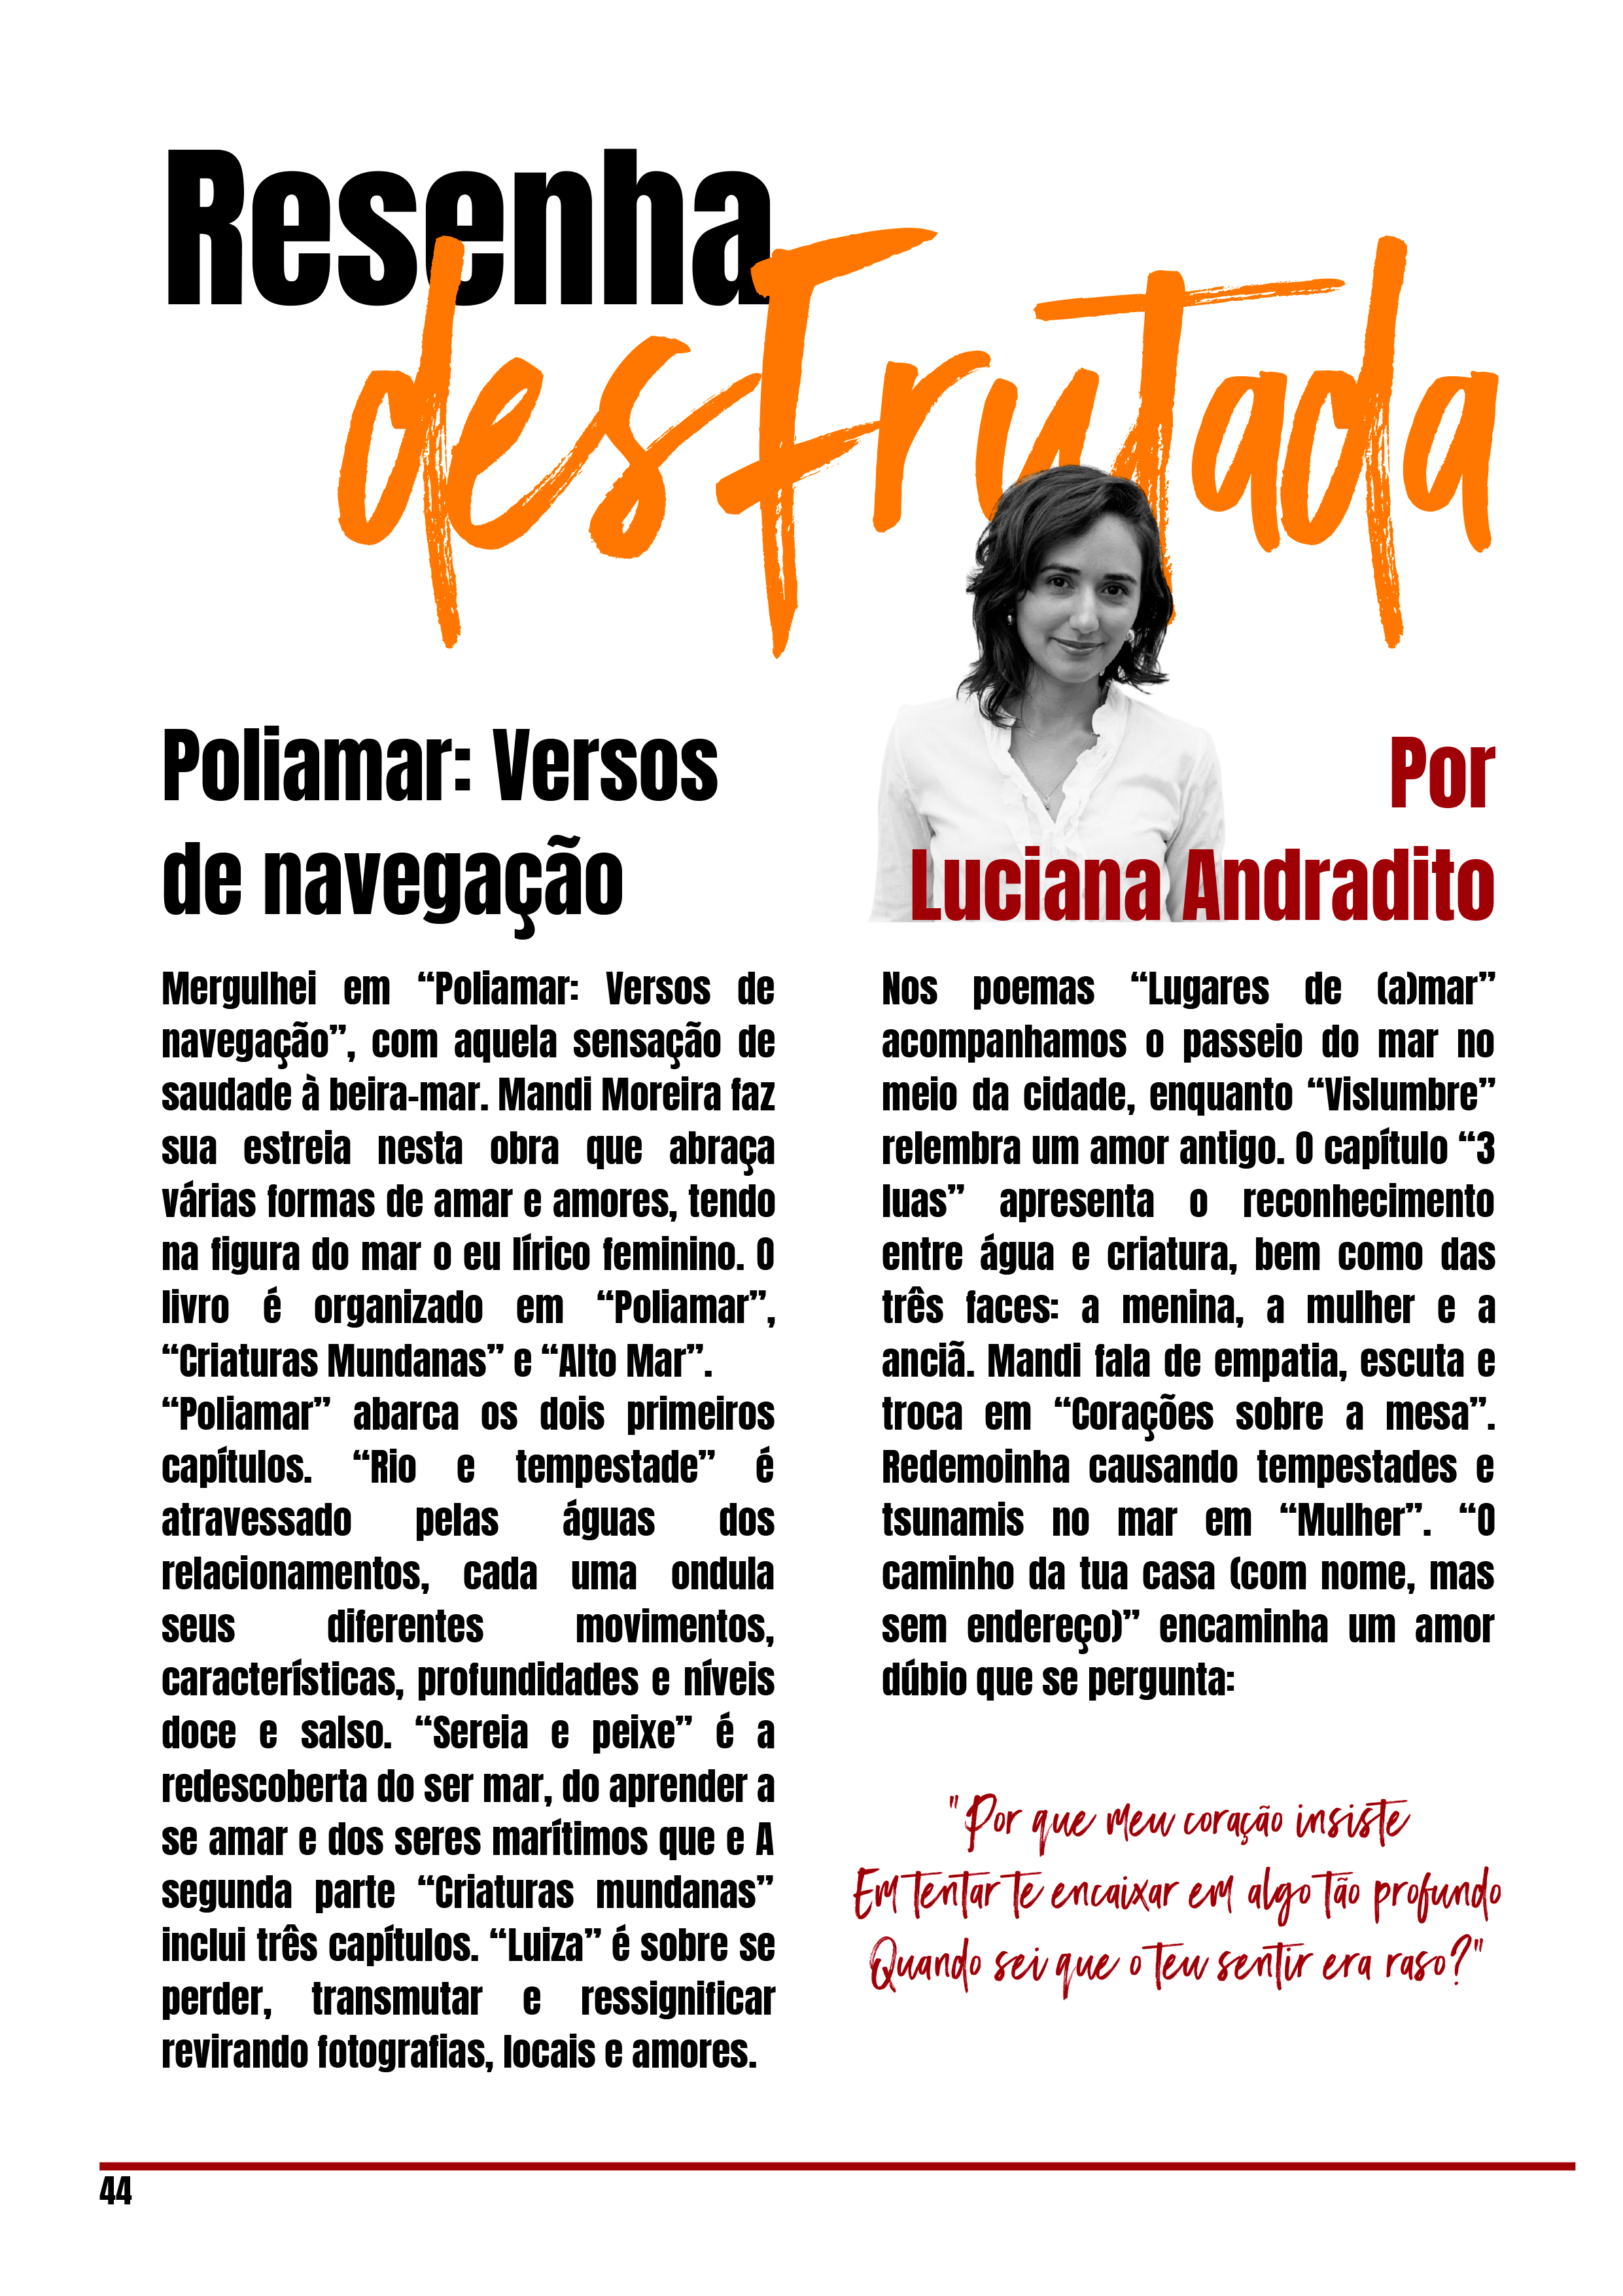 Resenha
desFrutada
Poliamar: Versos
de navegação
Por
Luciana Andradito
Mergulhei em “Poliamar: Versos de
navegação”, com aquela sensação de
saudade à beira-mar. Mandi Moreira faz
sua estreia nesta obra que abraça
várias formas de amar e amores, tendo
na figura do mar o eu lírico feminino. O
livro é organizado em “Poliamar”,
“Criaturas Mundanas” e “Alto Mar”.
“Poliamar” abarca os dois primeiros
capítulos. “Rio e tempestade” é
atravessado pelas águas dos
relacionamentos, cada uma ondula
seus diferentes movimentos,
características, profundidades e níveis
doce e salso. “Sereia e peixe” é a
redescoberta do ser mar, do aprender a
se amar e dos seres marítimos que e A
segunda parte “Criaturas mundanas”
inclui três capítulos. “Luiza” é sobre se
perder, transmutar e ressignificar
revirando fotografias, locais e amores.
Nos poemas “Lugares de (a)mar”
acompanhamos o passeio do mar no
meio da cidade, enquanto “Vislumbre”
relembra um amor antigo. O capítulo “3
luas” apresenta o reconhecimento
entre água e criatura, bem como das
três faces: a menina, a mulher e a
anciã. Mandi fala de empatia, escuta e
troca em “Corações sobre a mesa”.
Redemoinha causando tempestades e
tsunamis no mar em “Mulher”. “O
caminho da tua casa (com nome, mas
sem endereço)” encaminha um amor
dúbio que se pergunta:
"Por que meu coração insiste
Em tentar te encaixar em algo tão profundo
Quando sei que o teu sentir era raso?"
44